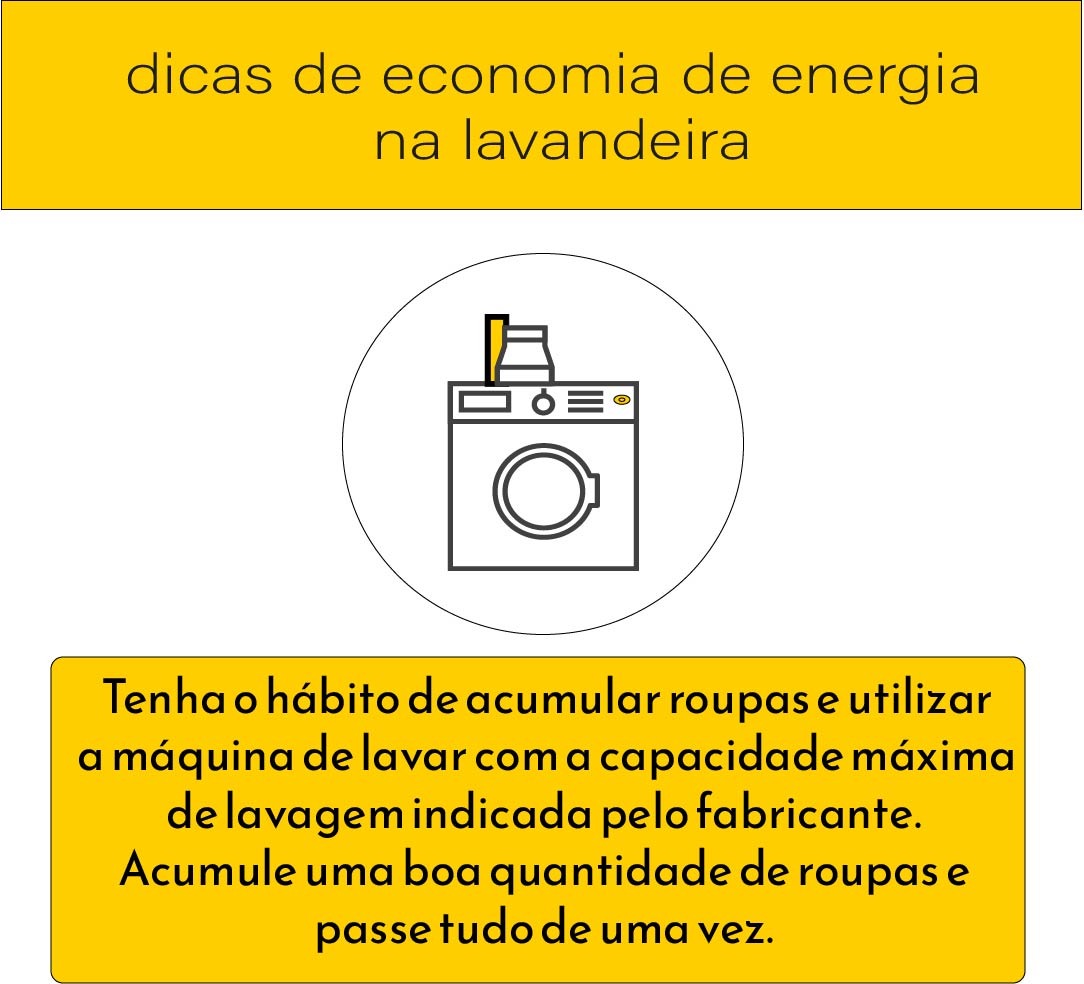 dicas de economia de energia
na lavandeira
Tenha o hábito de acumular roupas e utilizar
a máquina de lavar com a capacidade máxima
de lavagem indicada pelo fabricante.
Acumule uma boa quantidade de roupas e
passe tudo de uma vez.